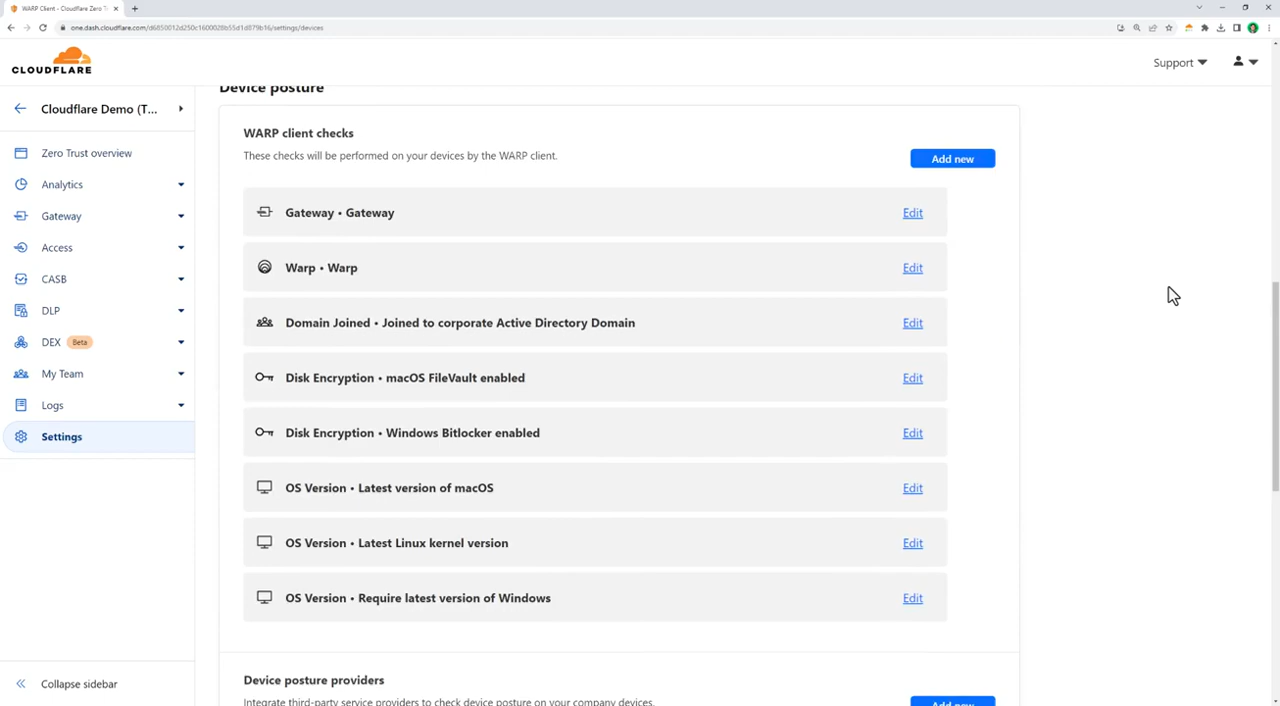 WARP Client - Cloudflare Zero T
one.dash.cloudflare.com/d6850012d250c1600028b55d1d879b16/settings/devices
CLOUDFLARE
Support
Cloudflare Demo (T...
Zero Trust overview
Analytics
Gateway
Access
CASB
DLP
DEX Beta
My Team
Logs
Settings
Collapse sidebar
Device posture
WARP client checks
These checks will be performed on your devices by the WARP client.
Add new
Gateway • Gateway Edit
Warp • Warp Edit
Domain Joined • Joined to corporate Active Directory Domain Edit
Disk Encryption • macOS FileVault enabled Edit
Disk Encryption • Windows Bitlocker enabled Edit
OS Version • Latest version of macOS Edit
OS Version • Latest Linux kernel version Edit
OS Version • Require latest version of Windows Edit
Device posture providers
Integrate third-party service providers to check device posture on your company devices.
Add new